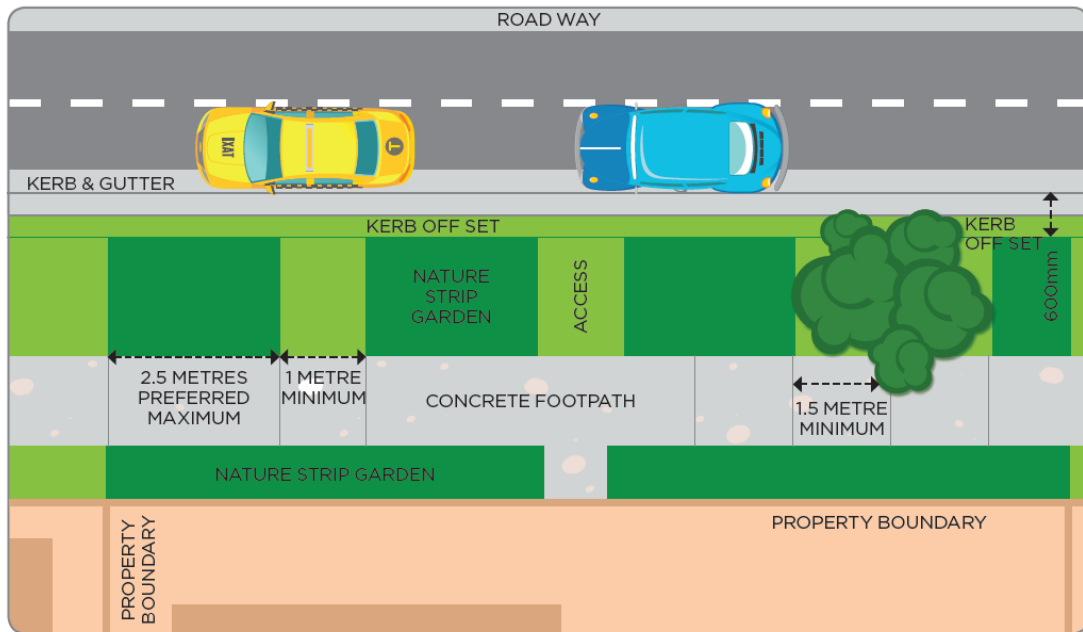 ROAD WAY
TAXI
T
KERB & GUTTER
KERB OFF SET
KERB
OFF SET
600mm
NATURE
STRIP
GARDEN
ACCESS
2.5 METRES
PREFERRED
MAXIMUM
1 METRE
MINIMUM
CONCRETE FOOTPATH
1.5 METRE
MINIMUM
NATURE STRIP GARDEN
PROPERTY
BOUNDARY
PROPERTY BOUNDARY